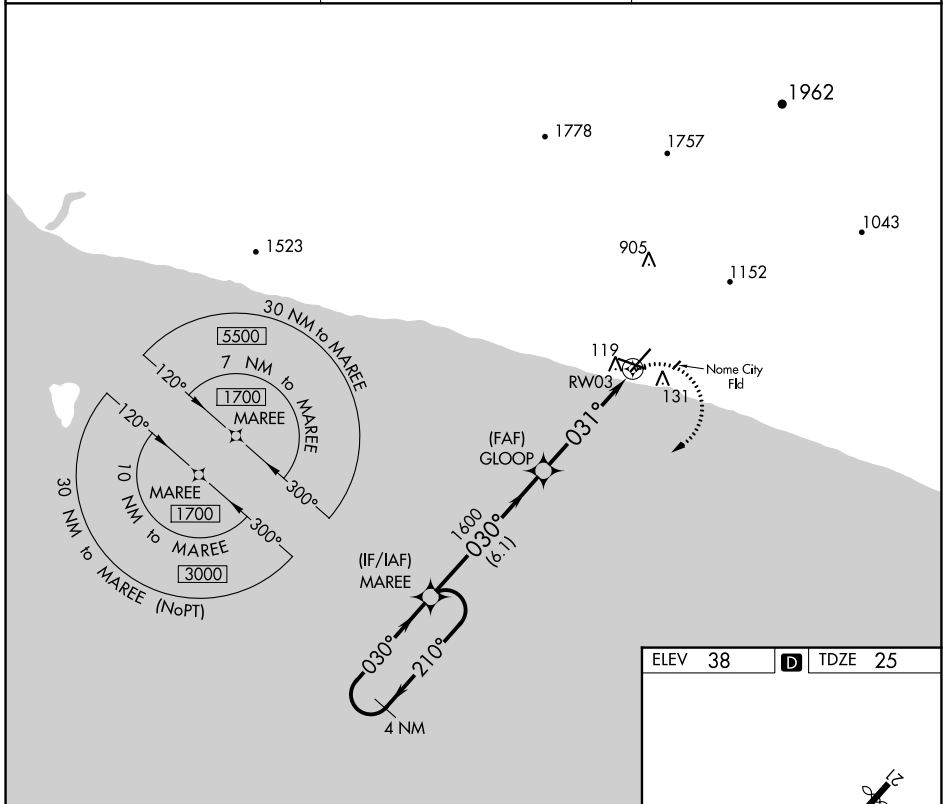 1962
1778
1757
1043
1523
905
1152
30 NM to MAREE
5500
7 NM to MAREE
1700
MAREE
120°
300°
119
RW03
Nome City
Fld
131
031°
120°
MAREE
1700
10 NM to MAREE
300°
3000
30 NM to MAREE (NoPT)
(FAF)
GLOOP
1600
030°
(6.1)
(IF/IAF)
MAREE
030°
210°
4 NM
ELEV 38 D TDZE 25
21